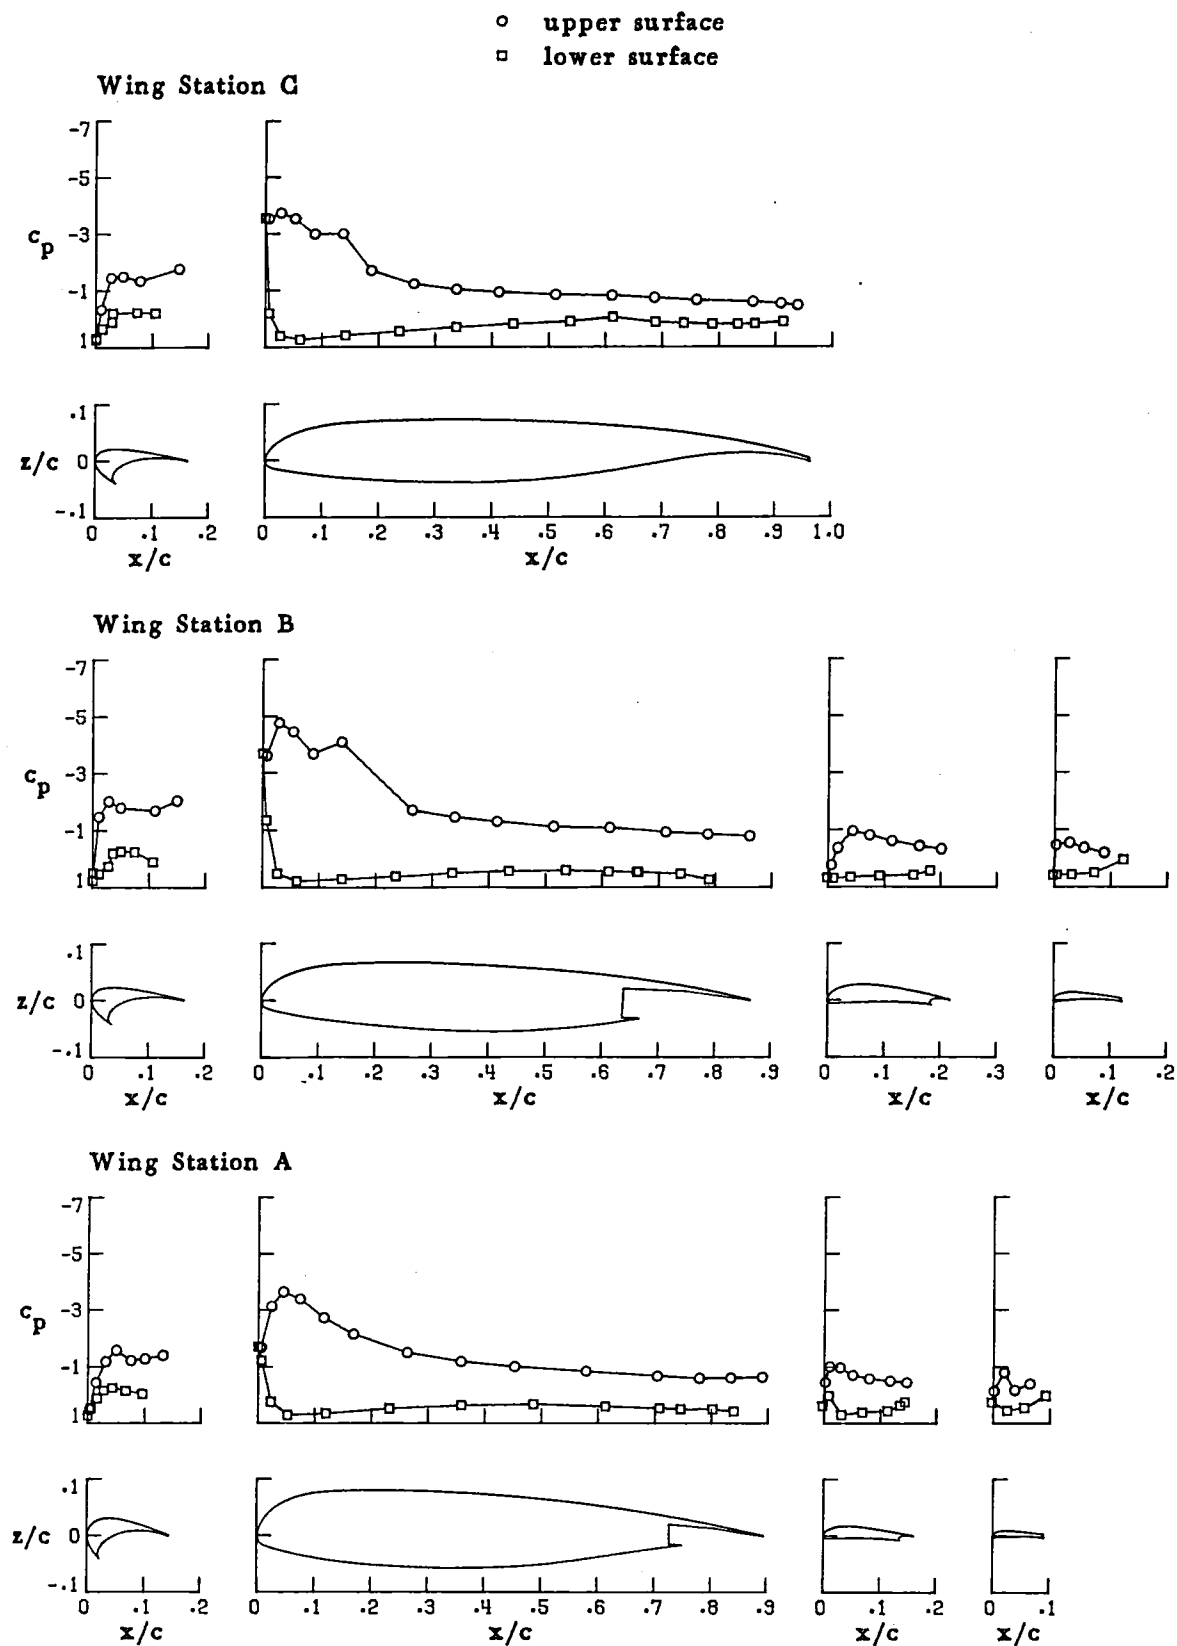 upper surface
lower surface
Wing Station C
-7
-5
-3
-1
1
c_p
.1
0
-.1
z/c
0 .1 .2
x/c
0 .1 .2 .3 .4 .5 .6 .7 .8 .9 1.0
x/c
Wing Station B
-7
-5
-3
-1
1
c_p
.1
0
-.1
z/c
0 .1 .2
x/c
0 .1 .2 .3 .4 .5 .6 .7 .8 .9
x/c
0 .1 .2 .3
x/c
0 .1 .2
x/c
Wing Station A
-7
-5
-3
-1
1
c_p
.1
0
-.1
z/c
0 .1 .2
x/c
0 .1 .2 .3 .4 .5 .6 .7 .8 .9
x/c
0 .1 .2
x/c
0 .1
x/c